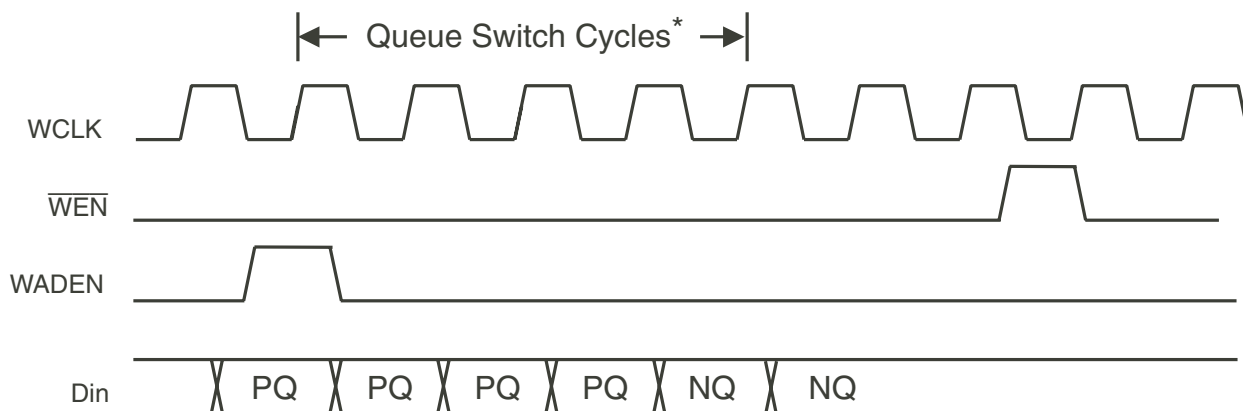 Queue Switch Cycles*
WCLK
WEN
WADEN
Din PQ PQ PQ PQ NQ NQ